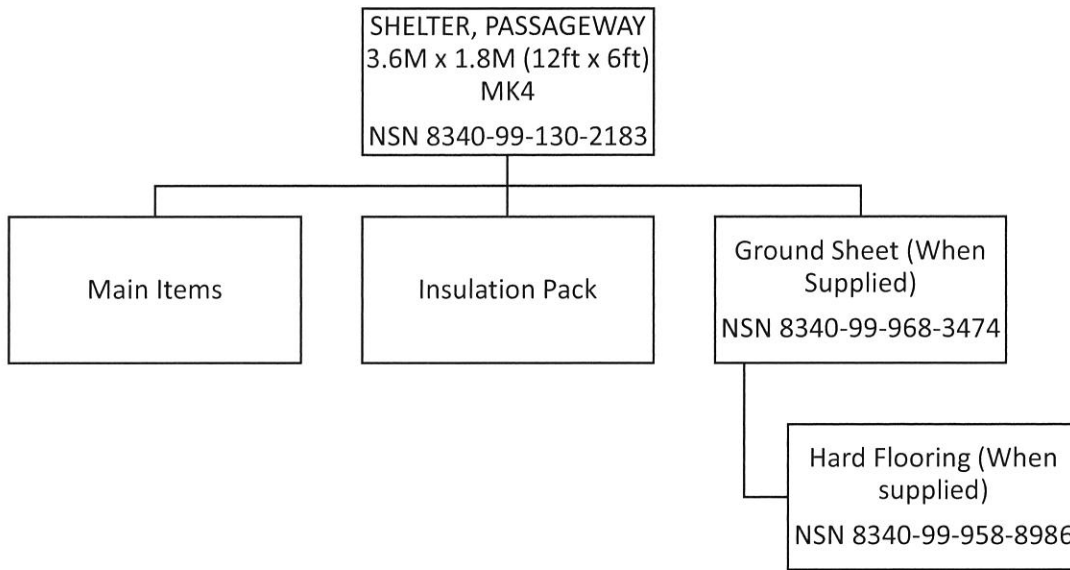 SHELTER, PASSAGEWAY
3.6M x 1.8M (12ft x 6ft)
MK4
NSN 8340-99-130-2183
Main Items
Insulation Pack
Ground Sheet (When
Supplied)
NSN 8340-99-968-3474
Hard Flooring (When
supplied)
NSN 8340-99-958-8986